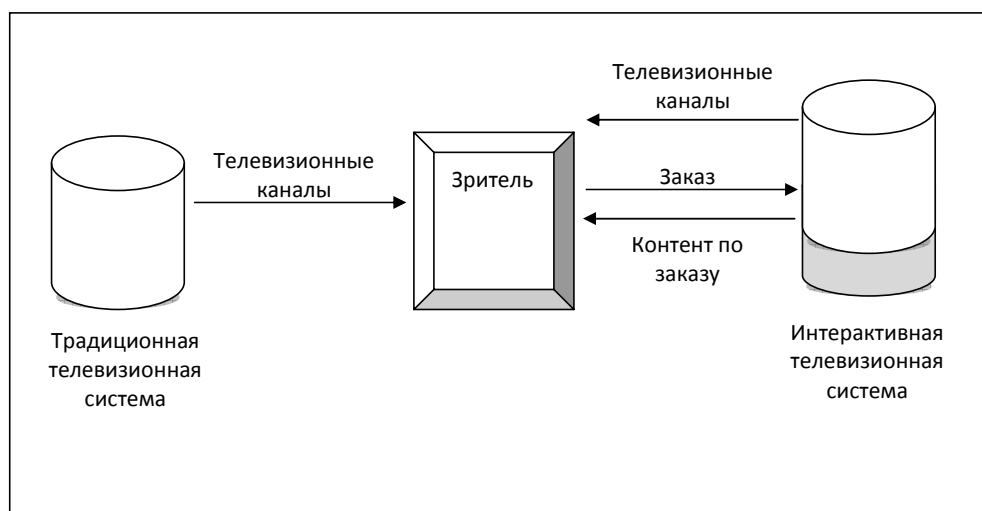 Телевизионные
каналы
Телевизионные
каналы
Зритель
Заказ
Контент по
заказу
Традиционная
телевизионная
система
Интерактивная
телевизионная
система